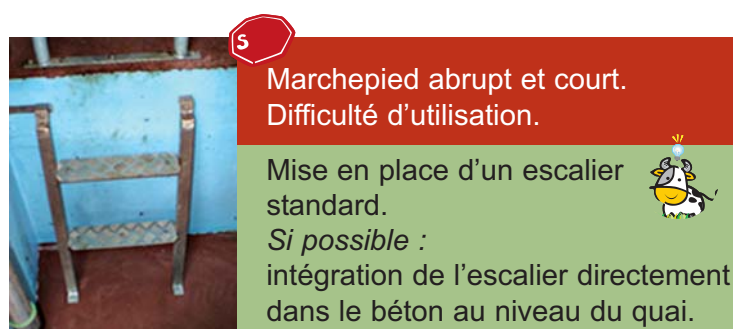 S
Marchepied abrupt et court.
Difficulté d’utilisation.
Mise en place d’un escalier
standard.
Si possible :
intégration de l’escalier directement
dans le béton au niveau du quai.